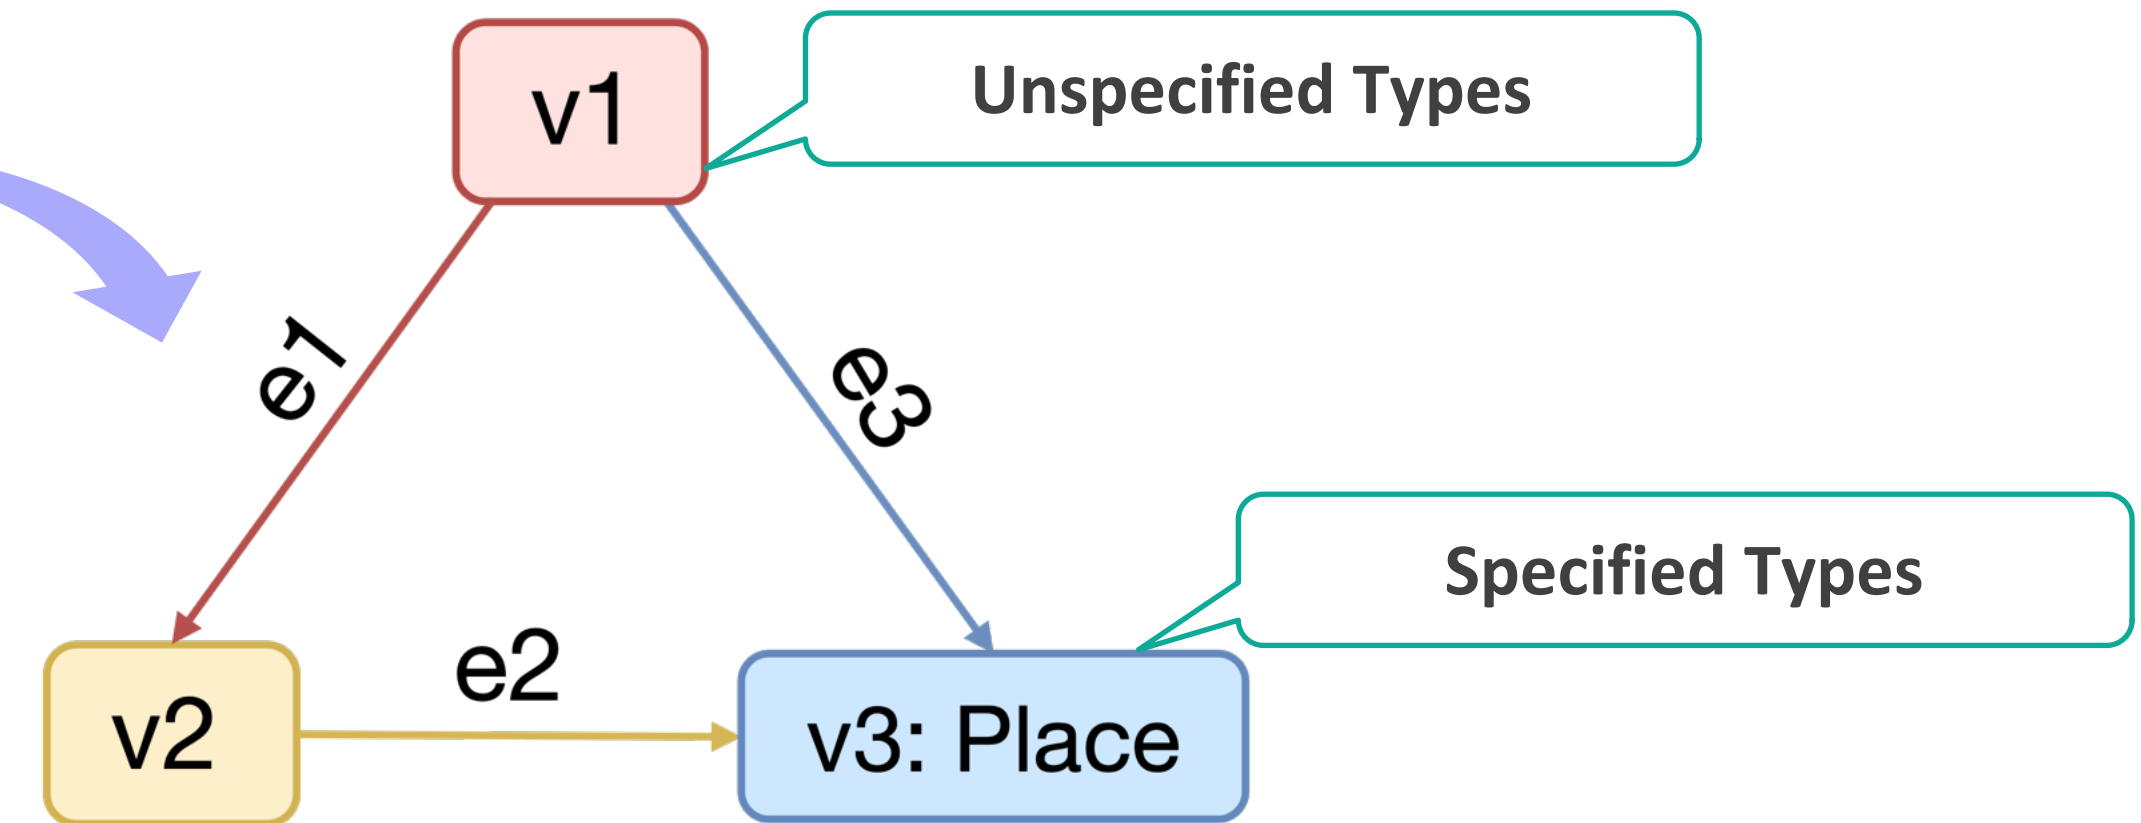 v1
Unspecified Types
e1
e3
Specified Types
e2
v2
v3: Place